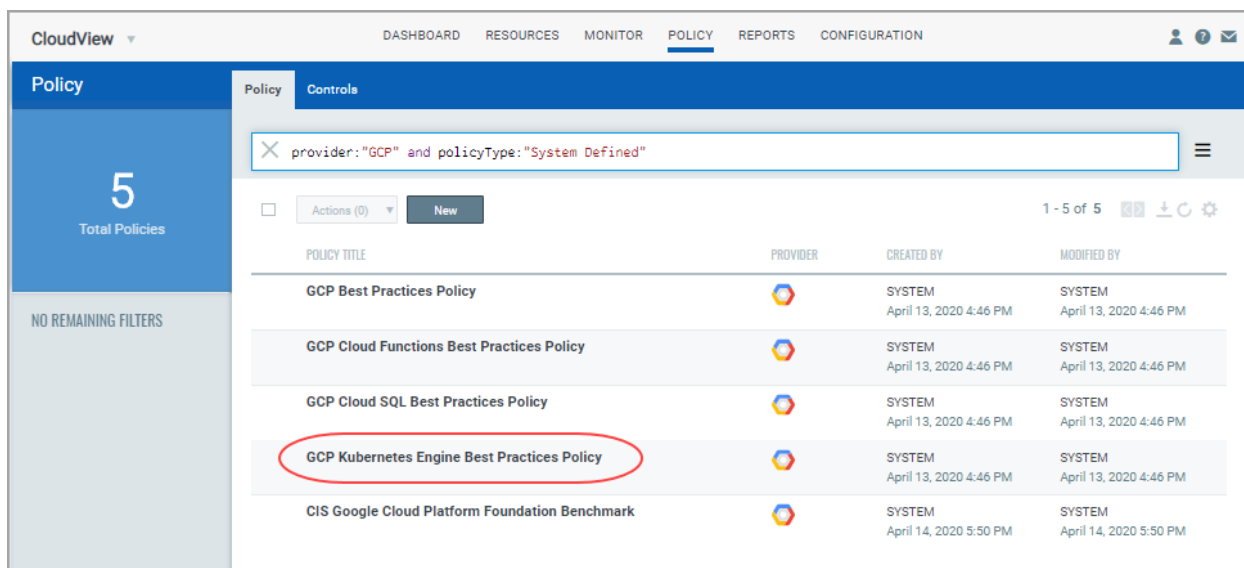 CloudView
DASHBOARD RESOURCES MONITOR POLICY REPORTS CONFIGURATION
Policy
Policy Controls
provider:"GCP" and policyType:"System Defined"
5
Total Policies
Actions (0) New
1 - 5 of 5
POLICY TITLE PROVIDER CREATED BY MODIFIED BY
NO REMAINING FILTERS
GCP Best Practices Policy SYSTEM SYSTEM
April 13, 2020 4:46 PM April 13, 2020 4:46 PM
GCP Cloud Functions Best Practices Policy SYSTEM SYSTEM
April 13, 2020 4:46 PM April 13, 2020 4:46 PM
GCP Cloud SQL Best Practices Policy SYSTEM SYSTEM
April 13, 2020 4:46 PM April 13, 2020 4:46 PM
GCP Kubernetes Engine Best Practices Policy SYSTEM SYSTEM
April 13, 2020 4:46 PM April 13, 2020 4:46 PM
CIS Google Cloud Platform Foundation Benchmark SYSTEM SYSTEM
April 14, 2020 5:50 PM April 14, 2020 5:50 PM